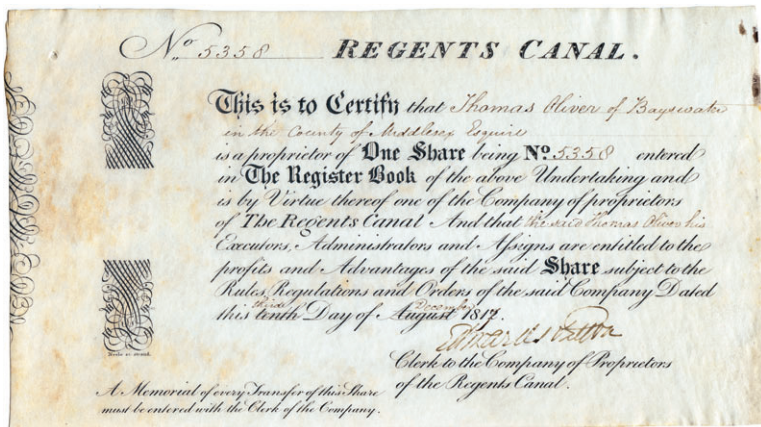 No. 5358 REGENTS CANAL.
This is to Certify that Thomas Oliver of Bayswater
in the County of Middlesex Esquire
is a proprietor of One Share being No. 5358 entered
in The Register Book of the above Undertaking and
is by Virtue thereof one of the Company of proprietors
of The Regents Canal And that the said Thomas Oliver his
Executors, Administrators and Assigns are entitled to the
profits and Advantages of the said Share subject to the
Rules, Regulations and Orders of the said Company Dated
third December
this tenth Day of August 1817.
Clerk to the Company of Proprietors
of the Regents Canal.
A Memorial of every Transfer of this Share
must be entered with the Clerk of the Company.